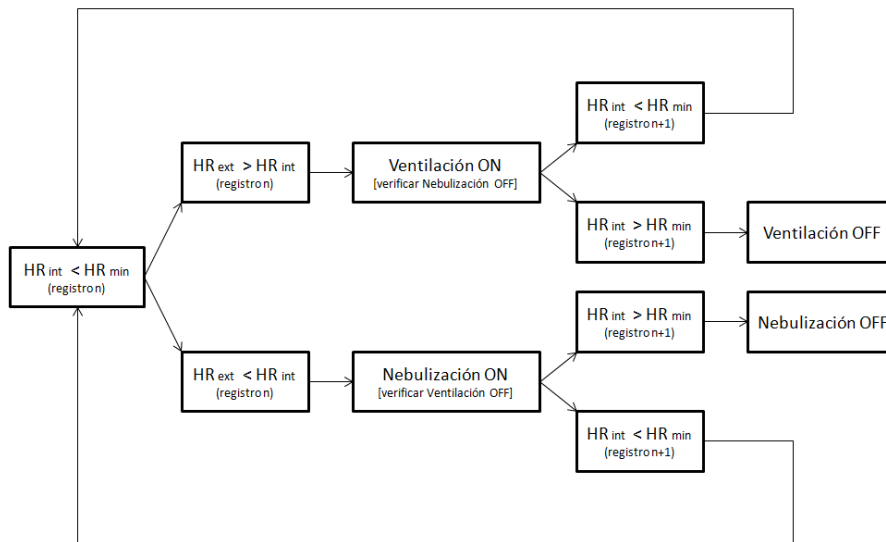 HR int < HR min
(registro n+1)
HR ext > HR int
(registro n)
Ventilación ON
[verificar Nebulización OFF]
HR int > HR min
(registro n+1)
Ventilación OFF
HR int < HR min
(registro n)
HR int > HR min
(registro n+1)
Nebulización OFF
HR ext < HR int
(registro n)
Nebulización ON
[verificar Ventilación OFF]
HR int < HR min
(registro n+1)